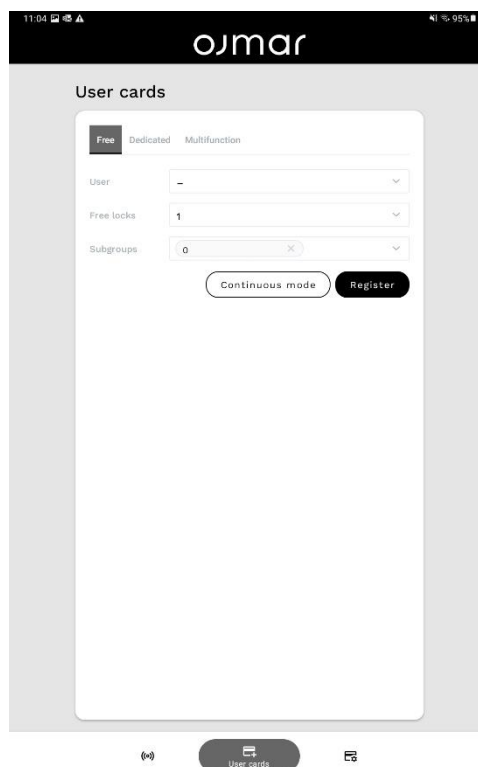 11:04 95%
ojmar
User cards
Free Dedicated Multifunction
User –
Free locks 1
Subgroups 0
Continuous mode Register
User cards